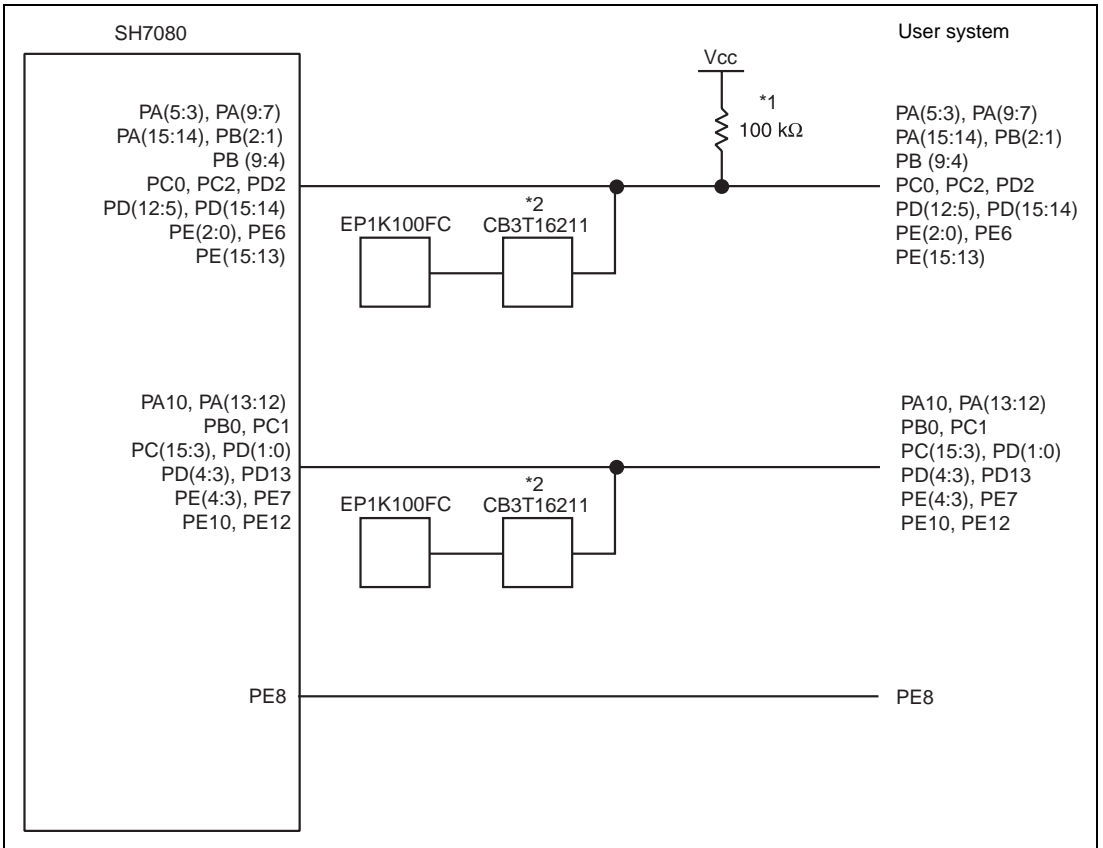 SH7080
User system
Vcc
*1
100 kΩ
PA(5:3), PA(9:7)
PA(15:14), PB(2:1)
PB (9:4)
PC0, PC2, PD2
PD(12:5), PD(15:14)
PE(2:0), PE6
PE(15:13)
*2
EP1K100FC
CB3T16211
PA(5:3), PA(9:7)
PA(15:14), PB(2:1)
PB (9:4)
PC0, PC2, PD2
PD(12:5), PD(15:14)
PE(2:0), PE6
PE(15:13)
PA10, PA(13:12)
PB0, PC1
PC(15:3), PD(1:0)
PD(4:3), PD13
PE(4:3), PE7
PE10, PE12
*2
EP1K100FC
CB3T16211
PA10, PA(13:12)
PB0, PC1
PC(15:3), PD(1:0)
PD(4:3), PD13
PE(4:3), PE7
PE10, PE12
PE8
PE8